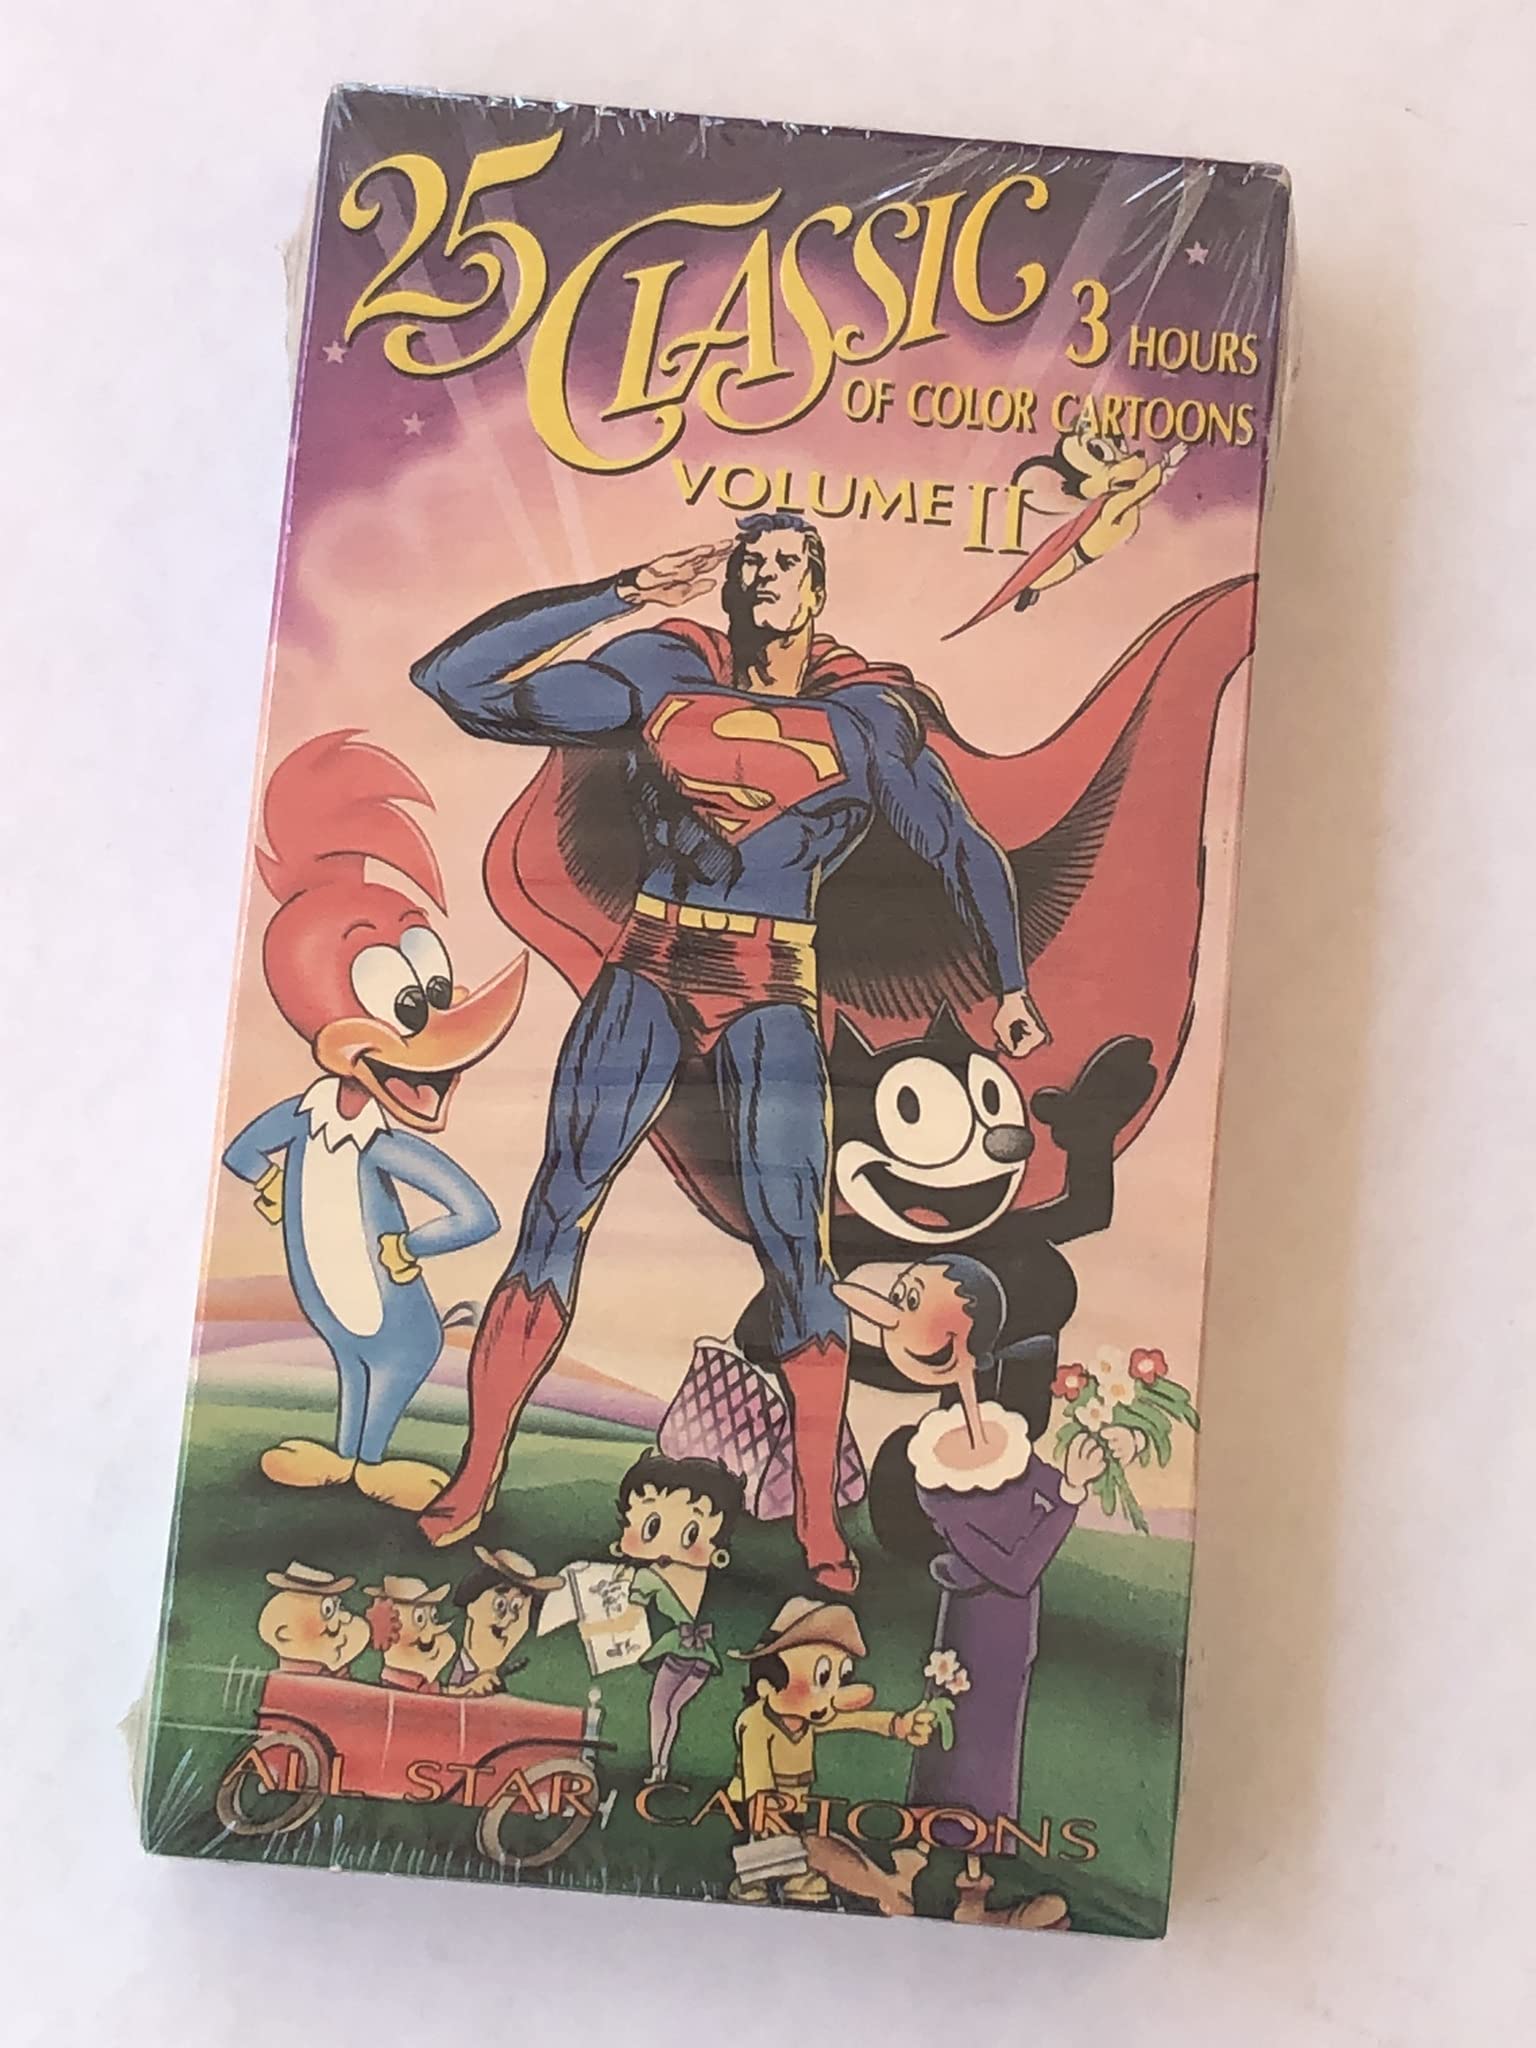 25 CLASSIC
3 HOURS
OF COLOR CARTOONS
VOLUME II
S
ALL STAR CARTOONS